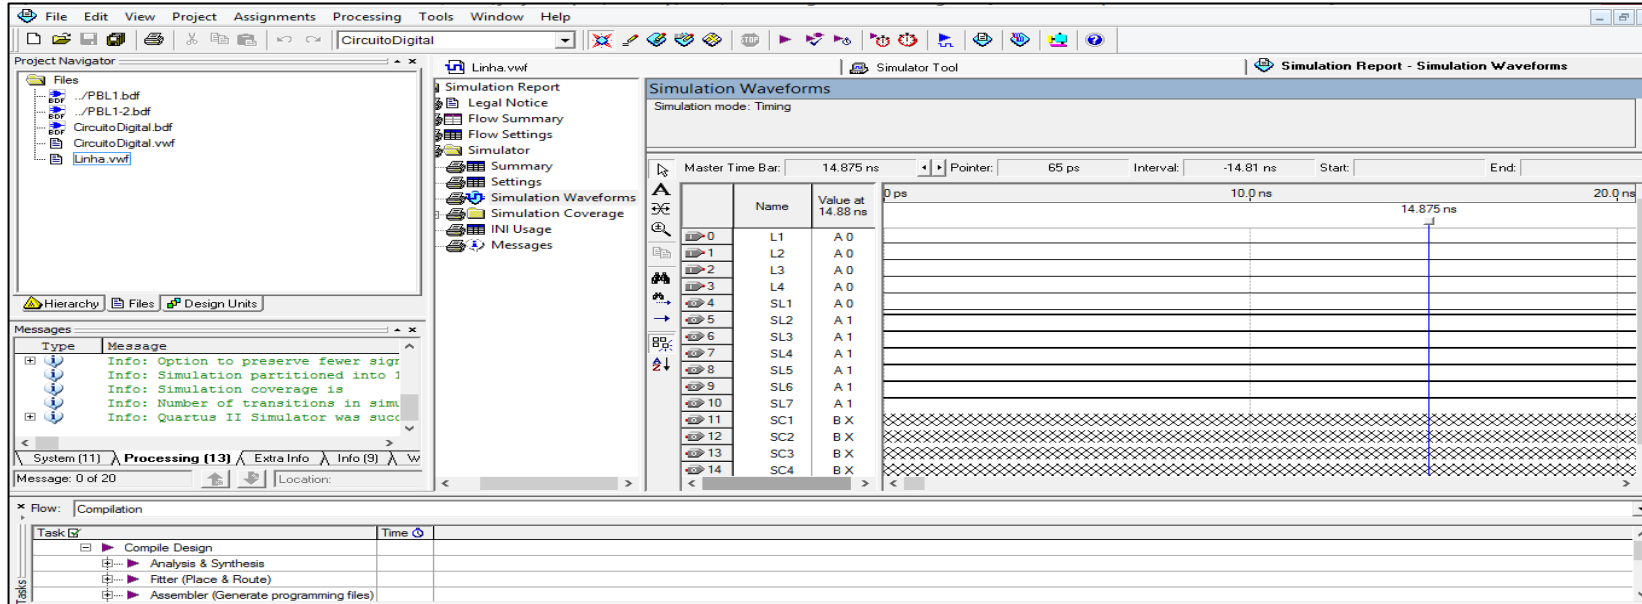 File Edit View Project Assignments Processing Tools Window Help
CircuitoDigital
Project Navigator
Files
../PBL1.bdf
../PBL1-2.bdf
CircuitoDigital.bdf
CircuitoDigital.vwf
Linha.vwf
Hierarchy Files Design Units
Messages
Type Message
Info: Option to preserve fewer sign
Info: Simulation partitioned into 1
Info: Simulation coverage is
Info: Number of transitions in simu
Info: Quartus II Simulator was succ
System (11) Processing (13) Extra Info Info (9) W
Message: 0 of 20 Location:
Linha.vwf Simulator Tool Simulation Report - Simulation Waveforms
Simulation Report
Legal Notice
Flow Summary
Flow Settings
Simulator
Summary
Settings
Simulation Waveforms
Simulation Coverage
INI Usage
Messages
Simulation Waveforms
Simulation mode: Timing
Master Time Bar: 14.875 ns Pointer: 65 ps Interval: -14.81 ns Start: End:
Name Value at 0 ps 10.0 ns 20.0 ns
14.88 ns 14.875 ns
0 L1 A 0
1 L2 A 0
2 L3 A 0
3 L4 A 0
4 SL1 A 0
5 SL2 A 1
6 SL3 A 1
7 SL4 A 1
8 SL5 A 1
9 SL6 A 1
10 SL7 A 1
11 SC1 B X
12 SC2 B X
13 SC3 B X
14 SC4 B X
Flow: Compilation
Tasks
Task Time
Compile Design
Analysis & Synthesis
Fitter (Place & Route)
Assembler (Generate programming files)